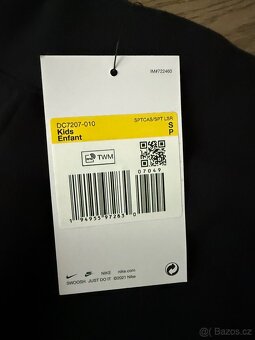 IM#722460
DC7207-010
SPTCAS/SPT LSR
Kids
Enfant
S
P
TWM
07049
NIKE
nike.com
SWOOSH
JUST DO IT
©2021 Nike
Bazoš.cz